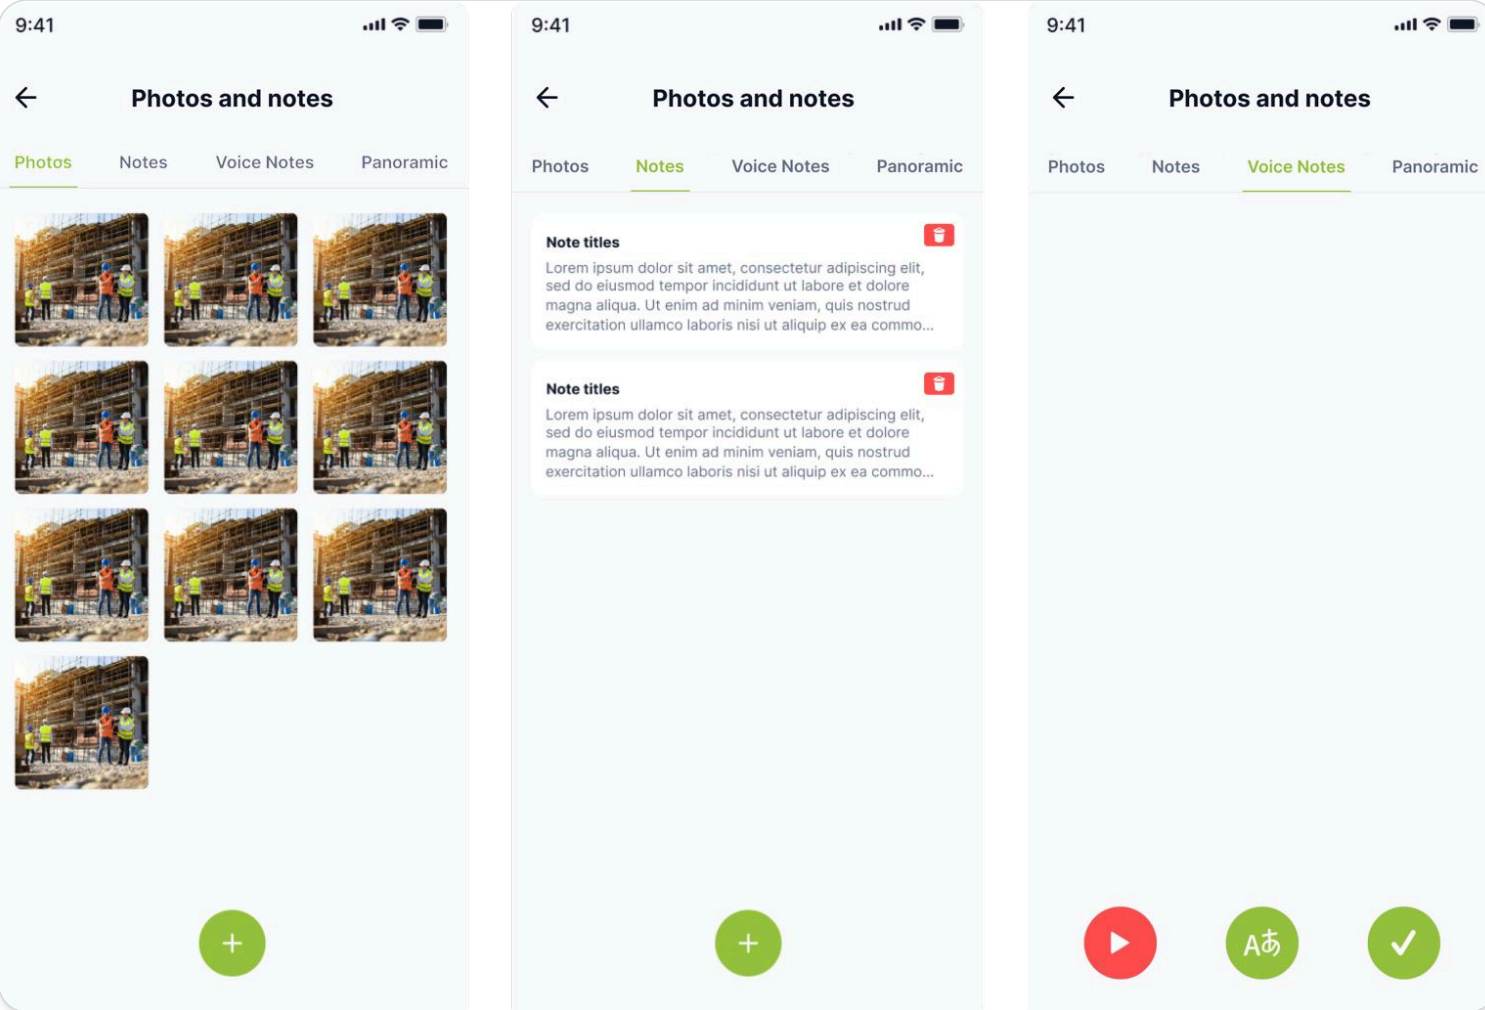 9:41
Photos and notes
Photos Notes Voice Notes Panoramic
9:41
Photos and notes
Photos Notes Voice Notes Panoramic
Note titles
Lorem ipsum dolor sit amet, consectetur adipiscing elit,
sed do eiusmod tempor incididunt ut labore et dolore
magna aliqua. Ut enim ad minim veniam, quis nostrud
exercitation ullamco laboris nisi ut aliquip ex ea commo...
Note titles
Lorem ipsum dolor sit amet, consectetur adipiscing elit,
sed do eiusmod tempor incididunt ut labore et dolore
magna aliqua. Ut enim ad minim veniam, quis nostrud
exercitation ullamco laboris nisi ut aliquip ex ea commo...
9:41
Photos and notes
Photos Notes Voice Notes Panoramic
Aあ